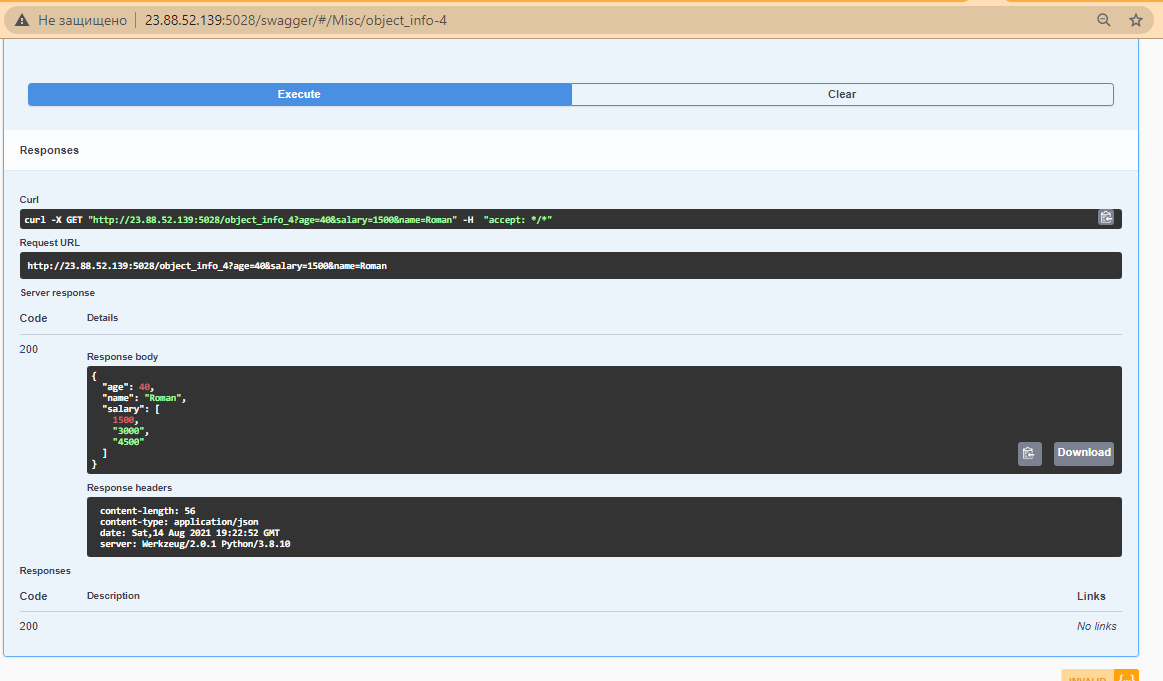 Не защищено 23.88.52.139:5028/swagger/#/Misc/object_info-4
Execute Clear
Responses
Curl
curl -X GET "http://23.88.52.139:5028/object_info_4?age=40&salary=1500&name=Roman" -H "accept: */*"
Request URL
http://23.88.52.139:5028/object_info_4?age=40&salary=1500&name=Roman
Server response
Code Details
200
Response body
{
"age": 40,
"name": "Roman",
"salary": [
1500,
"3000",
"4500"
]
}
Download
Response headers
content-length: 56
content-type: application/json
date: Sat,14 Aug 2021 19:22:52 GMT
server: Werkzeug/2.0.1 Python/3.8.10
Responses
Code Description Links
200 No links
INVALID {...}